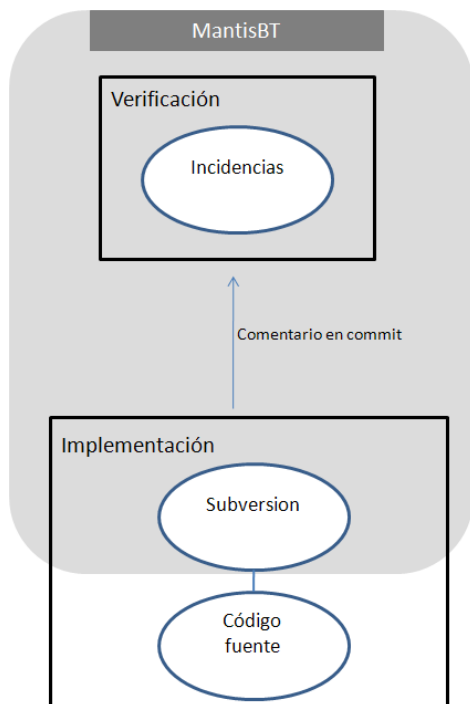 MantisBT
Verificación
Incidencias
Comentario en commit
Implementación
Subversion
Código
fuente